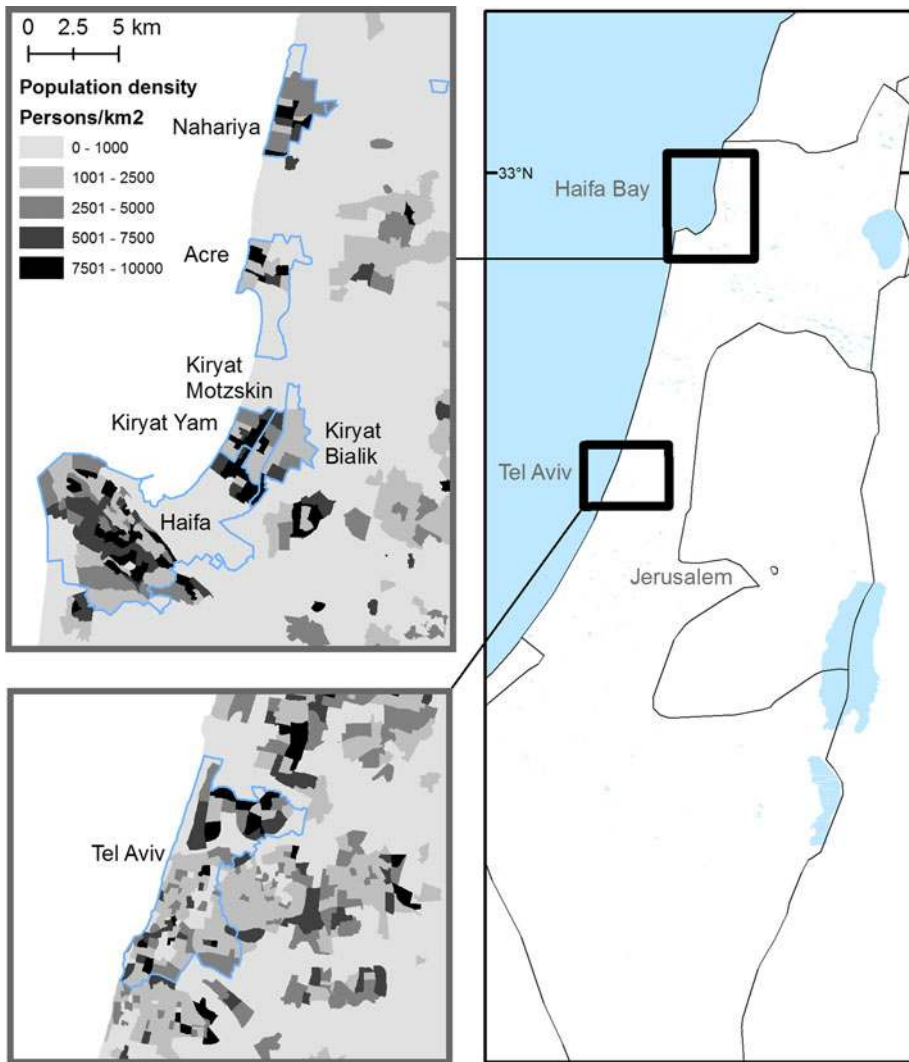 0 2.5 5 km
Population density
Persons/km2
0 - 1000
1001 - 2500
2501 - 5000
5001 - 7500
7501 - 10000
Nahariya
Acre
Kiryat
Motzskin
Kiryat Yam
Kiryat
Bialik
Haifa
Tel Aviv
33°N
Haifa Bay
Tel Aviv
Jerusalem